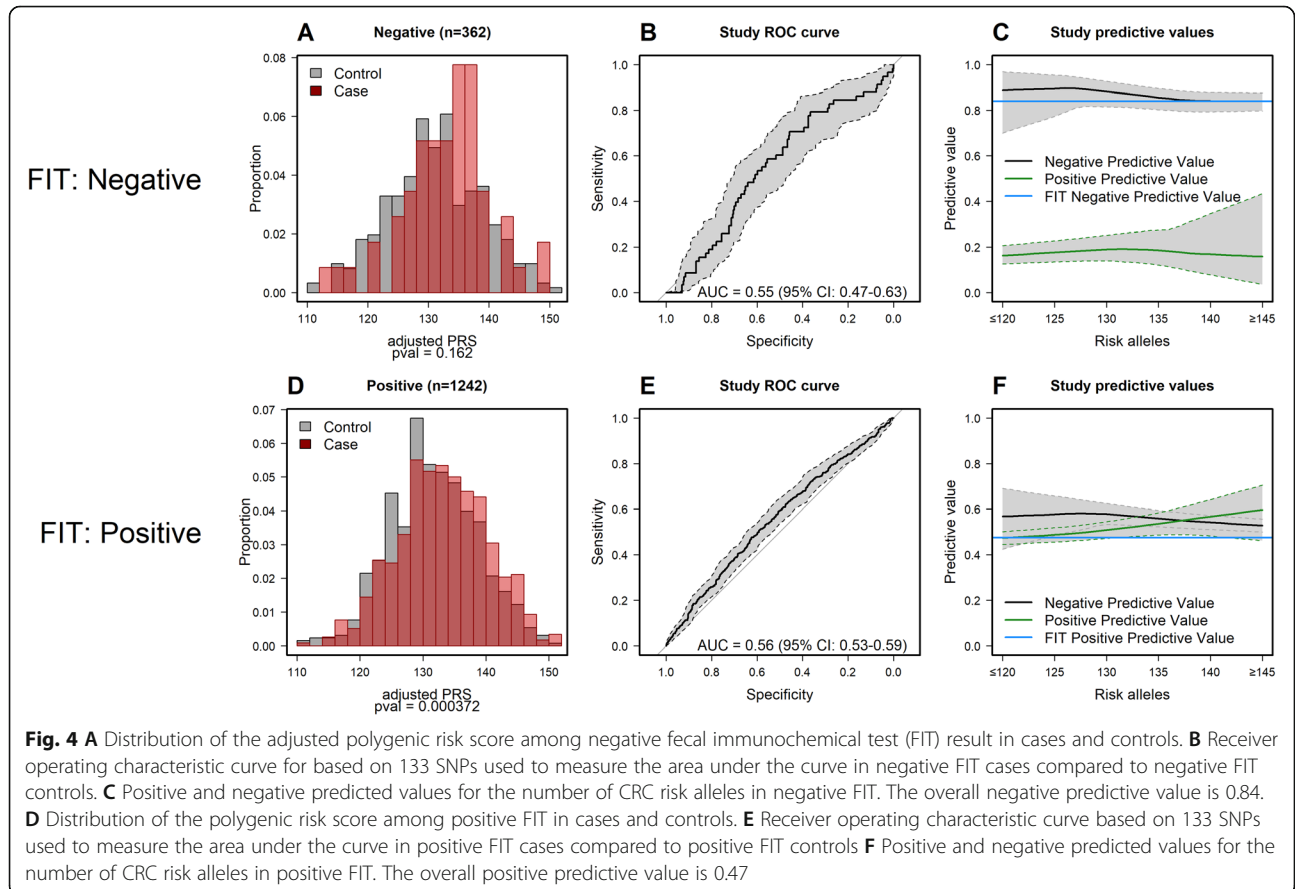 FIT: Negative
A
Negative (n=362)
Control
Case
Proportion
0.08
0.06
0.04
0.02
0.00
110 120 130 140 150
adjusted PRS
pval = 0.162
B
Study ROC curve
Sensitivity
1.0
0.8
0.6
0.4
0.2
0.0
AUC = 0.55 (95% CI: 0.47-0.63)
1.0 0.8 0.6 0.4 0.2 0.0
Specificity
C
Study predictive values
Predictive value
1.0
0.8
0.6
0.4
0.2
0.0
Negative Predictive Value
Positive Predictive Value
FIT Negative Predictive Value
≤120 125 130 135 140 ≥145
Risk alleles
FIT: Positive
D
Positive (n=1242)
Control
Case
Proportion
0.07
0.06
0.05
0.04
0.03
0.02
0.01
0.00
110 120 130 140 150
adjusted PRS
pval = 0.000372
E
Study ROC curve
Sensitivity
1.0
0.8
0.6
0.4
0.2
0.0
AUC = 0.56 (95% CI: 0.53-0.59)
1.0 0.8 0.6 0.4 0.2 0.0
Specificity
F
Study predictive values
Predictive value
1.0
0.8
0.6
0.4
0.2
0.0
Negative Predictive Value
Positive Predictive Value
FIT Positive Predictive Value
≤120 125 130 135 140 ≥145
Risk alleles
Fig. 4 A Distribution of the adjusted polygenic risk score among negative fecal immunochemical test (FIT) result in cases and controls. B Receiver
operating characteristic curve for based on 133 SNPs used to measure the area under the curve in negative FIT cases compared to negative FIT
controls. C Positive and negative predicted values for the number of CRC risk alleles in negative FIT. The overall negative predictive value is 0.84.
D Distribution of the polygenic risk score among positive FIT in cases and controls. E Receiver operating characteristic curve based on 133 SNPs
used to measure the area under the curve in positive FIT cases compared to positive FIT controls F Positive and negative predicted values for the
number of CRC risk alleles in positive FIT. The overall positive predictive value is 0.47